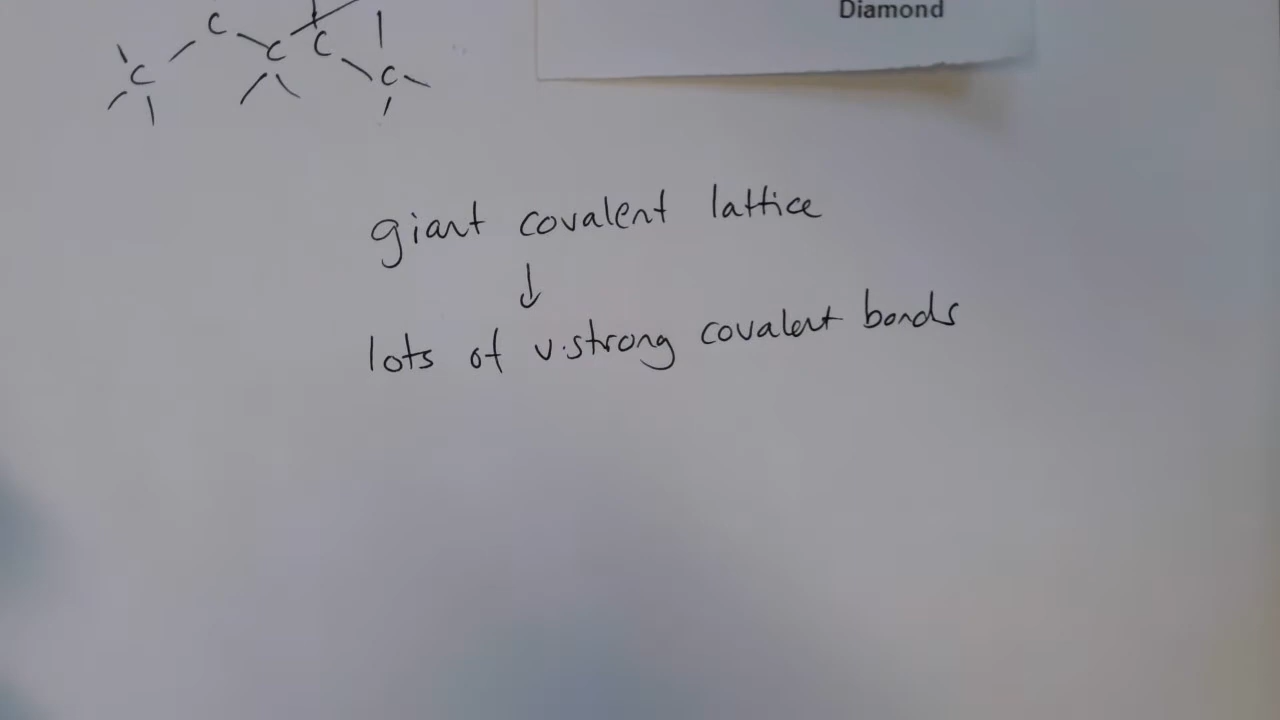 Diamond
C
C
C
C
C
giant covalent lattice
↓
lots of v.strong covalent bonds